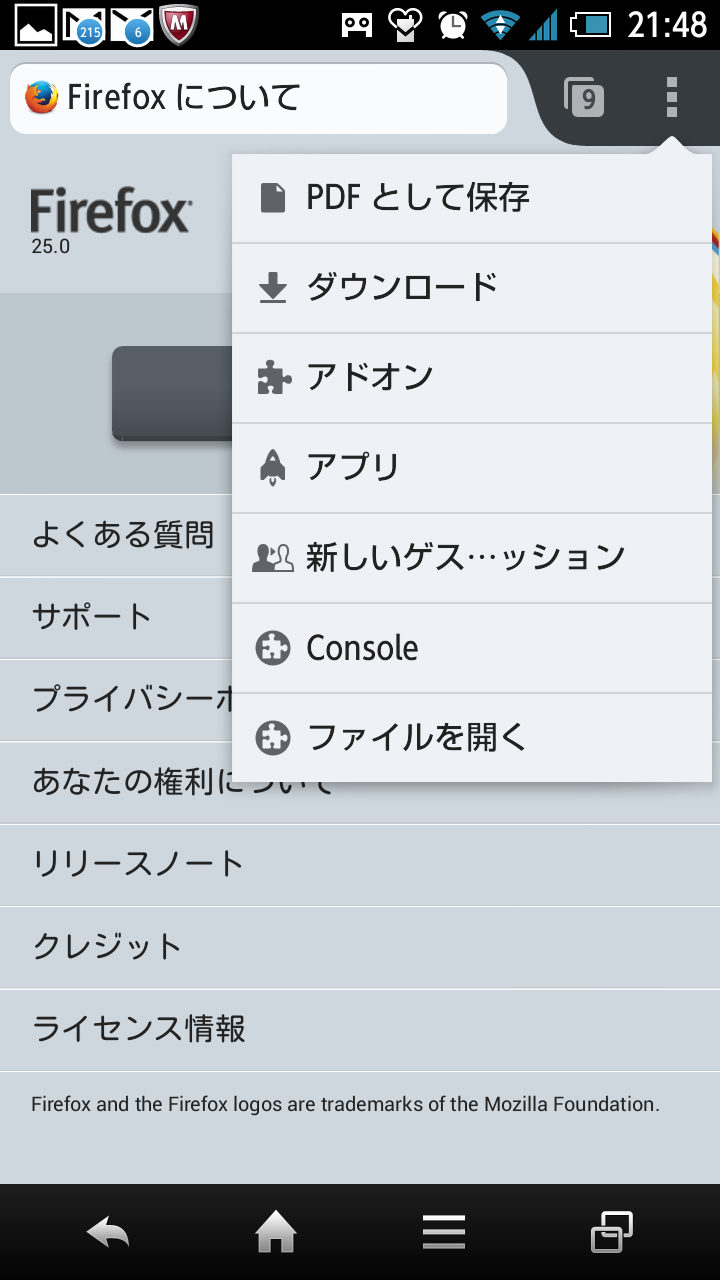 215
6
21:48
Firefox について
9
Firefox
25.0
PDF として保存
ダウンロード
アドオン
アプリ
新しいゲス…ッション
Console
ファイルを開く
よくある質問
サポート
プライバシーポ
あなたの権利について
リリースノート
クレジット
ライセンス情報
Firefox and the Firefox logos are trademarks of the Mozilla Foundation.